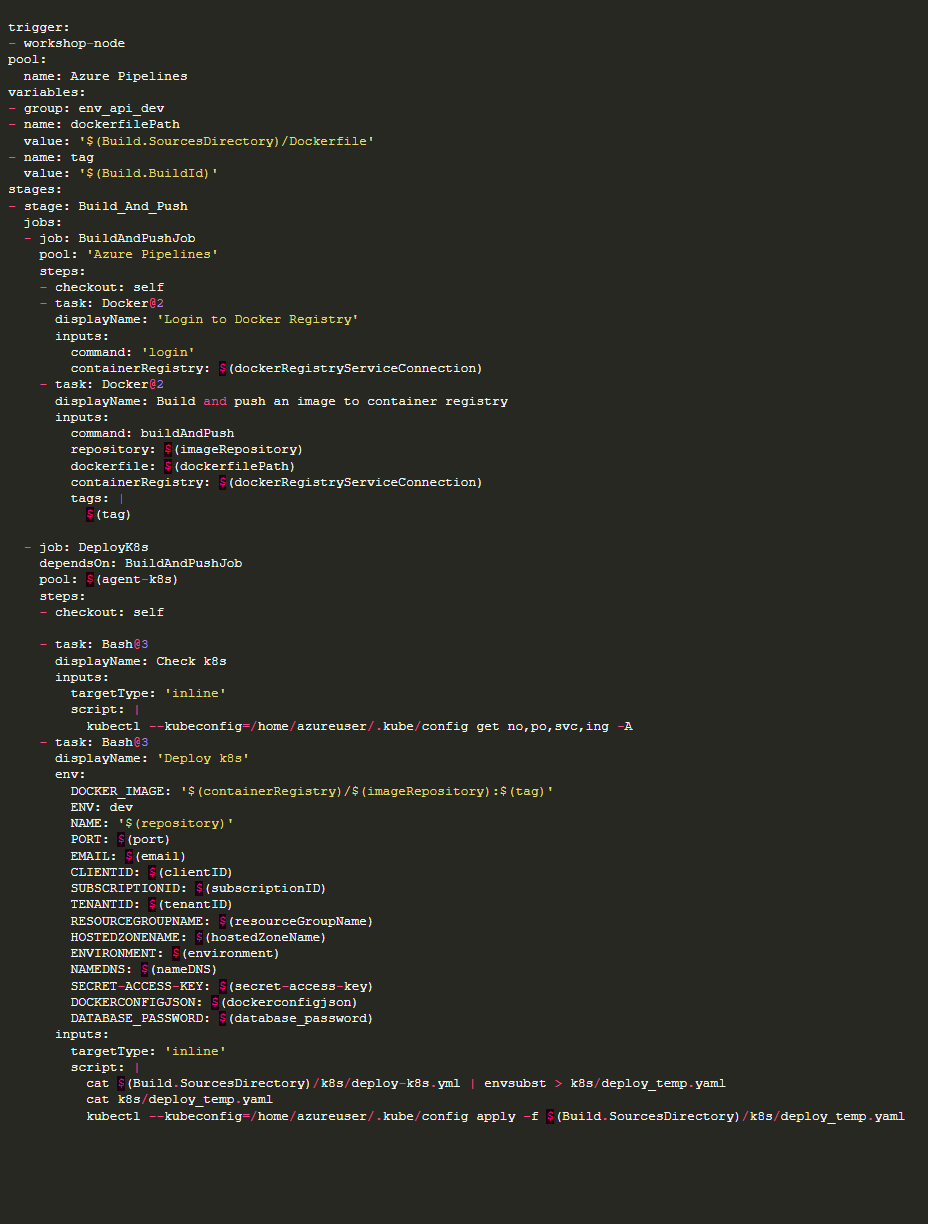 trigger:
- workshop-node
pool:
  name: Azure Pipelines
variables:
- group: env_api_dev
- name: dockerfilePath
  value: '$(Build.SourcesDirectory)/Dockerfile'
- name: tag
  value: '$(Build.BuildId)'
stages:
- stage: Build_And_Push
  jobs:
  - job: BuildAndPushJob
    pool: 'Azure Pipelines'
    steps:
    - checkout: self
    - task: Docker@2
      displayName: 'Login to Docker Registry'
      inputs:
        command: 'login'
        containerRegistry: $(dockerRegistryServiceConnection)
    - task: Docker@2
      displayName: Build and push an image to container registry
      inputs:
        command: buildAndPush
        repository: $(imageRepository)
        dockerfile: $(dockerfilePath)
        containerRegistry: $(dockerRegistryServiceConnection)
        tags: |
          $(tag)

  - job: DeployK8s
    dependsOn: BuildAndPushJob
    pool: $(agent-k8s)
    steps:
    - checkout: self

    - task: Bash@3
      displayName: Check k8s
      inputs:
        targetType: 'inline'
        script: |
          kubectl --kubeconfig=/home/azureuser/.kube/config get no,po,svc,ing -A
    - task: Bash@3
      displayName: 'Deploy k8s'
      env:
        DOCKER_IMAGE: '$(containerRegistry)/$(imageRepository):$(tag)'
        ENV: dev
        NAME: '$(repository)'
        PORT: $(port)
        EMAIL: $(email)
        CLIENTID: $(clientID)
        SUBSCRIPTIONID: $(subscriptionID)
        TENANTID: $(tenantID)
        RESOURCEGROUPNAME: $(resourceGroupName)
        HOSTEDZONENAME: $(hostedZoneName)
        ENVIRONMENT: $(environment)
        NAMEDNS: $(nameDNS)
        SECRET-ACCESS-KEY: $(secret-access-key)
        DOCKERCONFIGJSON: $(dockerconfigjson)
        DATABASE_PASSWORD: $(database_password)
      inputs:
        targetType: 'inline'
        script: |
          cat $(Build.SourcesDirectory)/k8s/deploy-k8s.yml | envsubst > k8s/deploy_temp.yaml
          cat k8s/deploy_temp.yaml
          kubectl --kubeconfig=/home/azureuser/.kube/config apply -f $(Build.SourcesDirectory)/k8s/deploy_temp.yaml